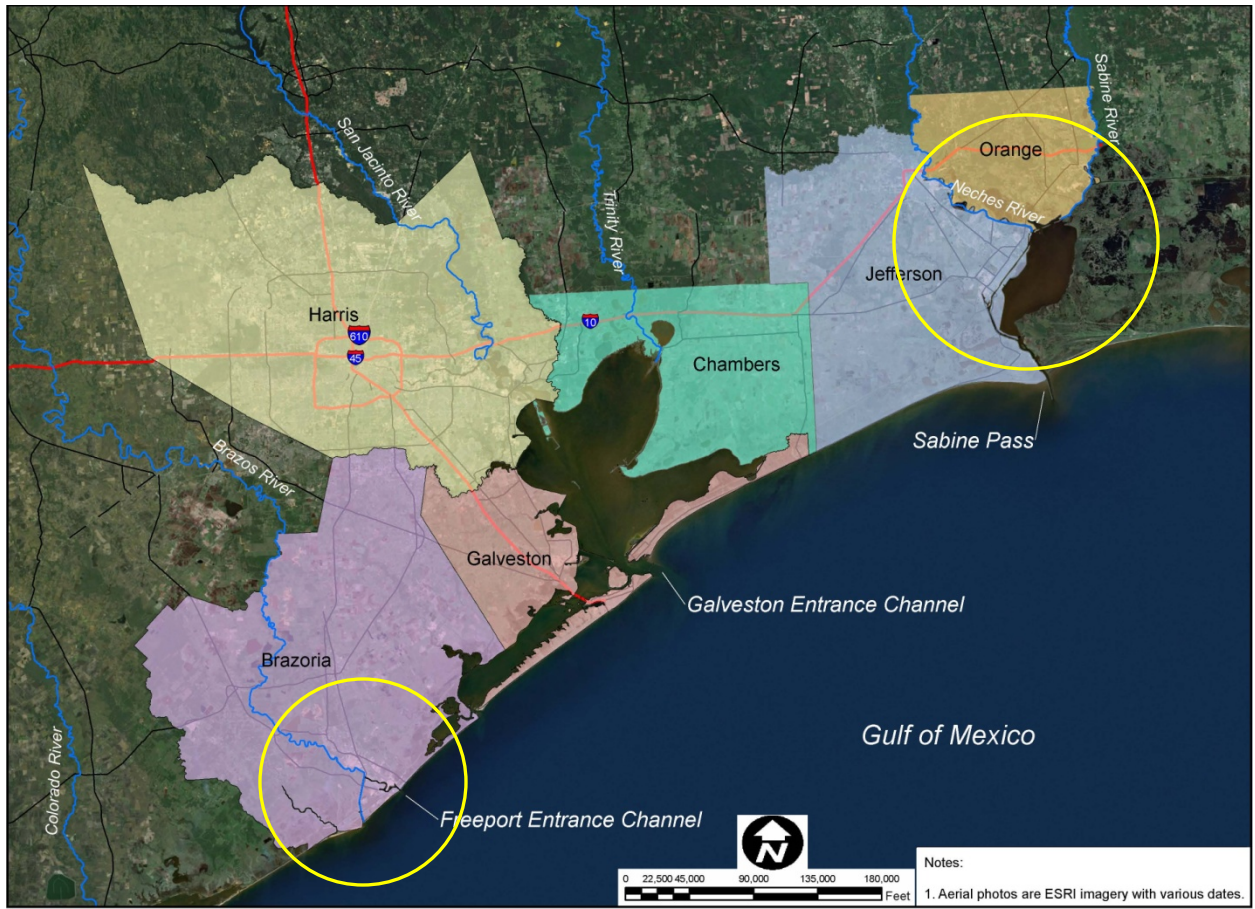 Sabine River
Orange
San Jacinto River
Neches River
Trinity River
Jefferson
Harris
610
10
45
Chambers
Sabine Pass
Brazos River
Galveston
Galveston Entrance Channel
Brazoria
Gulf of Mexico
Colorado River
Freeport Entrance Channel
N
Notes:
0 22,500 45,000 90,000 135,000 180,000
Feet
1. Aerial photos are ESRI imagery with various dates.